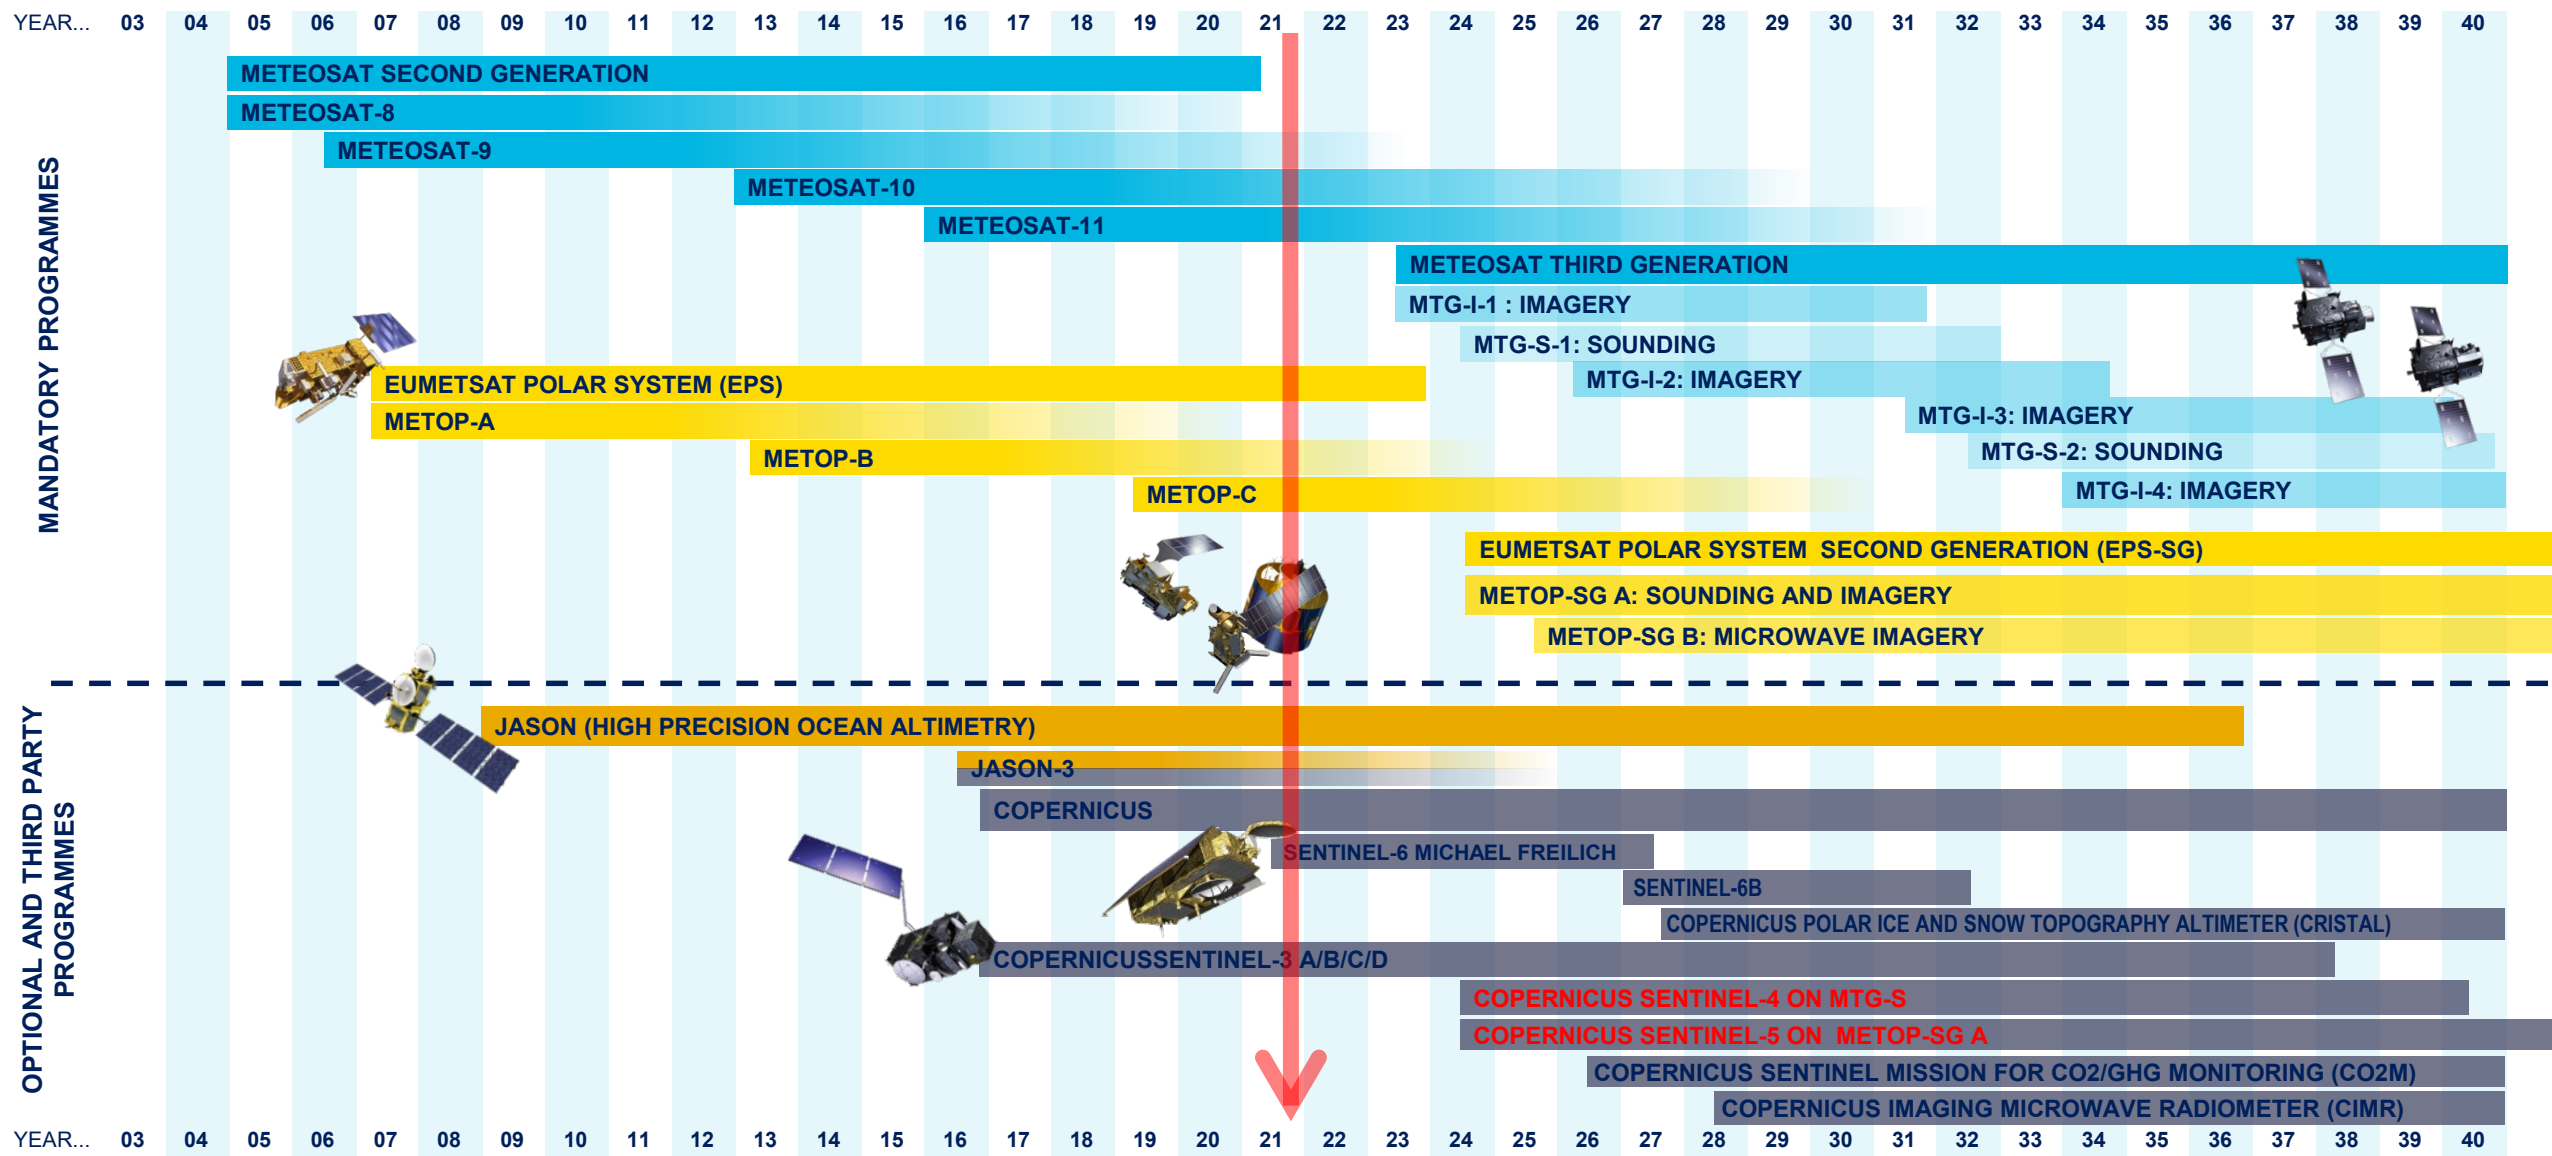 YEAR... 03 04 05 06 07 08 09 10 11 12 13 14 15 16 17 18 19 20 21 22 23 24 25 26 27 28 29 30 31 32 33 34 35 36 37 38 39 40
MANDATORY PROGRAMMES
METEOSAT SECOND GENERATION
METEOSAT-8
METEOSAT-9
METEOSAT-10
METEOSAT-11
METEOSAT THIRD GENERATION
MTG-I-1 : IMAGERY
MTG-S-1: SOUNDING
MTG-I-2: IMAGERY
EUMETSAT POLAR SYSTEM (EPS)
METOP-A
MTG-I-3: IMAGERY
METOP-B
MTG-S-2: SOUNDING
METOP-C
MTG-I-4: IMAGERY
EUMETSAT POLAR SYSTEM SECOND GENERATION (EPS-SG)
METOP-SG A: SOUNDING AND IMAGERY
METOP-SG B: MICROWAVE IMAGERY
OPTIONAL AND THIRD PARTY
PROGRAMMES
JASON (HIGH PRECISION OCEAN ALTIMETRY)
JASON-3
COPERNICUS
SENTINEL-6 MICHAEL FREILICH
SENTINEL-6B
COPERNICUS POLAR ICE AND SNOW TOPOGRAPHY ALTIMETER (CRISTAL)
COPERNICUSSENTINEL-3 A/B/C/D
COPERNICUS SENTINEL-4 ON MTG-S
COPERNICUS SENTINEL-5 ON METOP-SG A
COPERNICUS SENTINEL MISSION FOR CO2/GHG MONITORING (CO2M)
COPERNICUS IMAGING MICROWAVE RADIOMETER (CIMR)
YEAR... 03 04 05 06 07 08 09 10 11 12 13 14 15 16 17 18 19 20 21 22 23 24 25 26 27 28 29 30 31 32 33 34 35 36 37 38 39 40